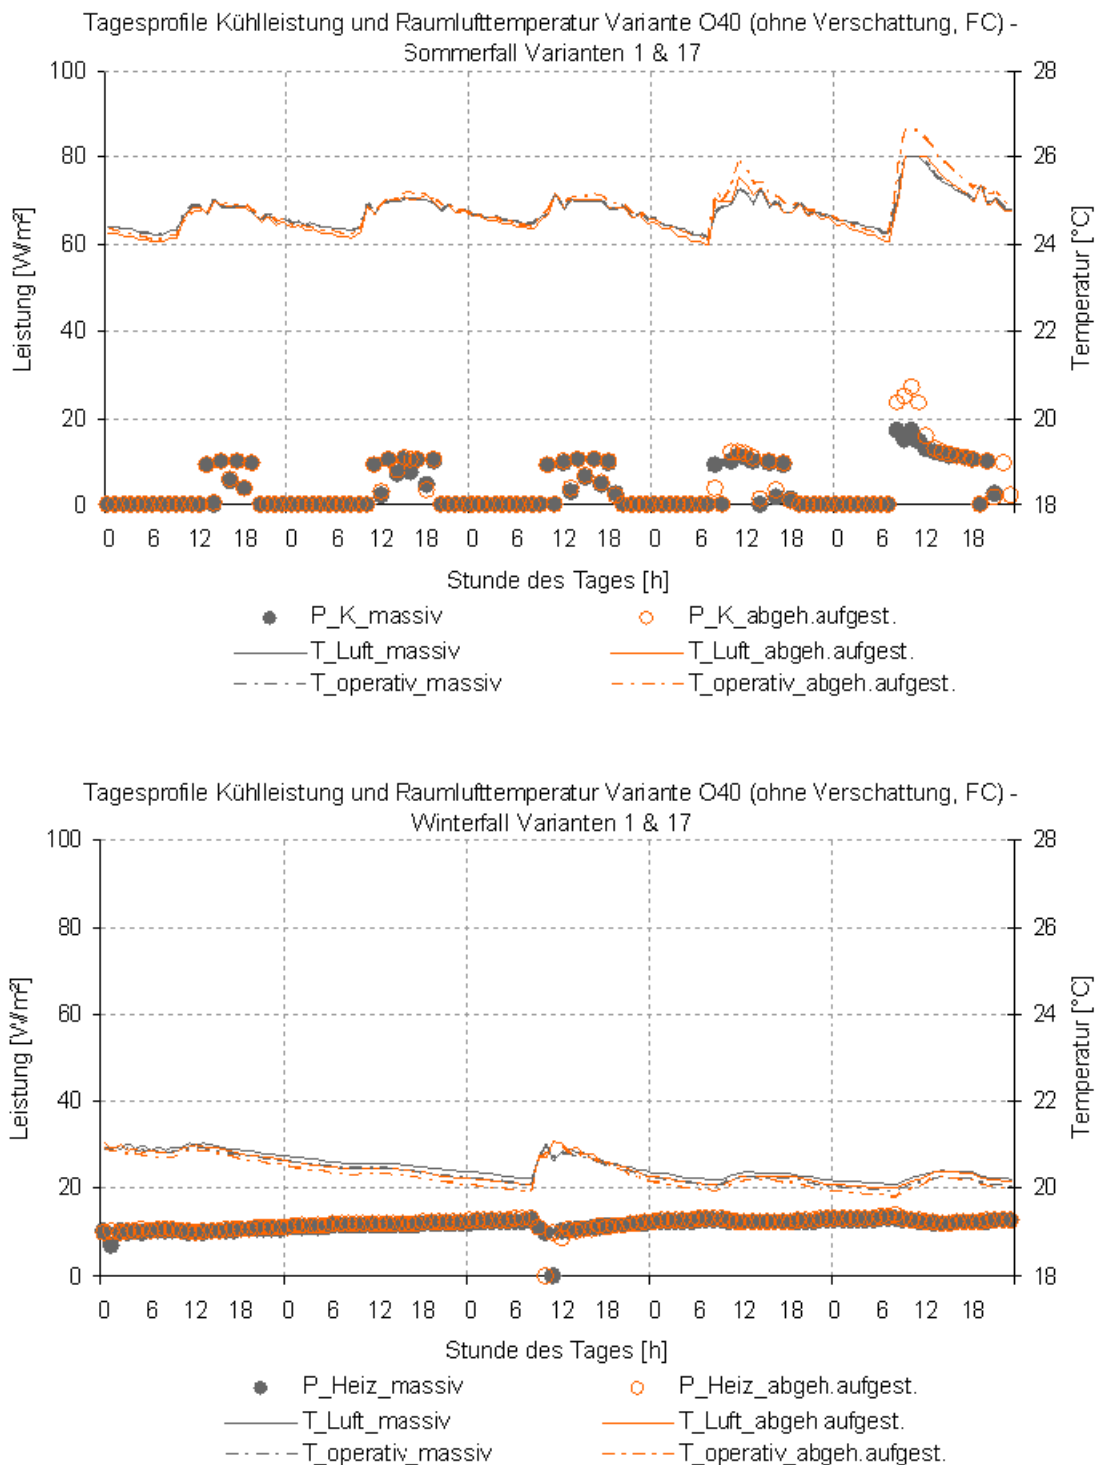 Tagesprofile Kühlleistung und Raumlufttemperatur Variante O40 (ohne Verschattung, FC) -
Sommerfall Varianten 1 & 17
100 28
80 26
60 24
40 22
20 20
0 18
Leistung [W/m²]
Temperatur [°C]
0 6 12 18 0 6 12 18 0 6 12 18 0 6 12 18 0 6 12 18
Stunde des Tages [h]
P_K_massiv P_K_abgeh.aufgest.
T_Luft_massiv T_Luft_abgeh.aufgest.
T_operativ_massiv T_operativ_abgeh.aufgest.
Tagesprofile Kühlleistung und Raumlufttemperatur Variante O40 (ohne Verschattung, FC) -
Winterfall Varianten 1 & 17
100 28
80 26
60 24
40 22
20 20
0 18
Leistung [W/m²]
Temperatur [°C]
0 6 12 18 0 6 12 18 0 6 12 18 0 6 12 18 0 6 12 18
Stunde des Tages [h]
P_Heiz_massiv P_Heiz_abgeh.aufgest.
T_Luft_massiv T_Luft_abgeh.aufgest.
T_operativ_massiv T_operativ_abgeh.aufgest.